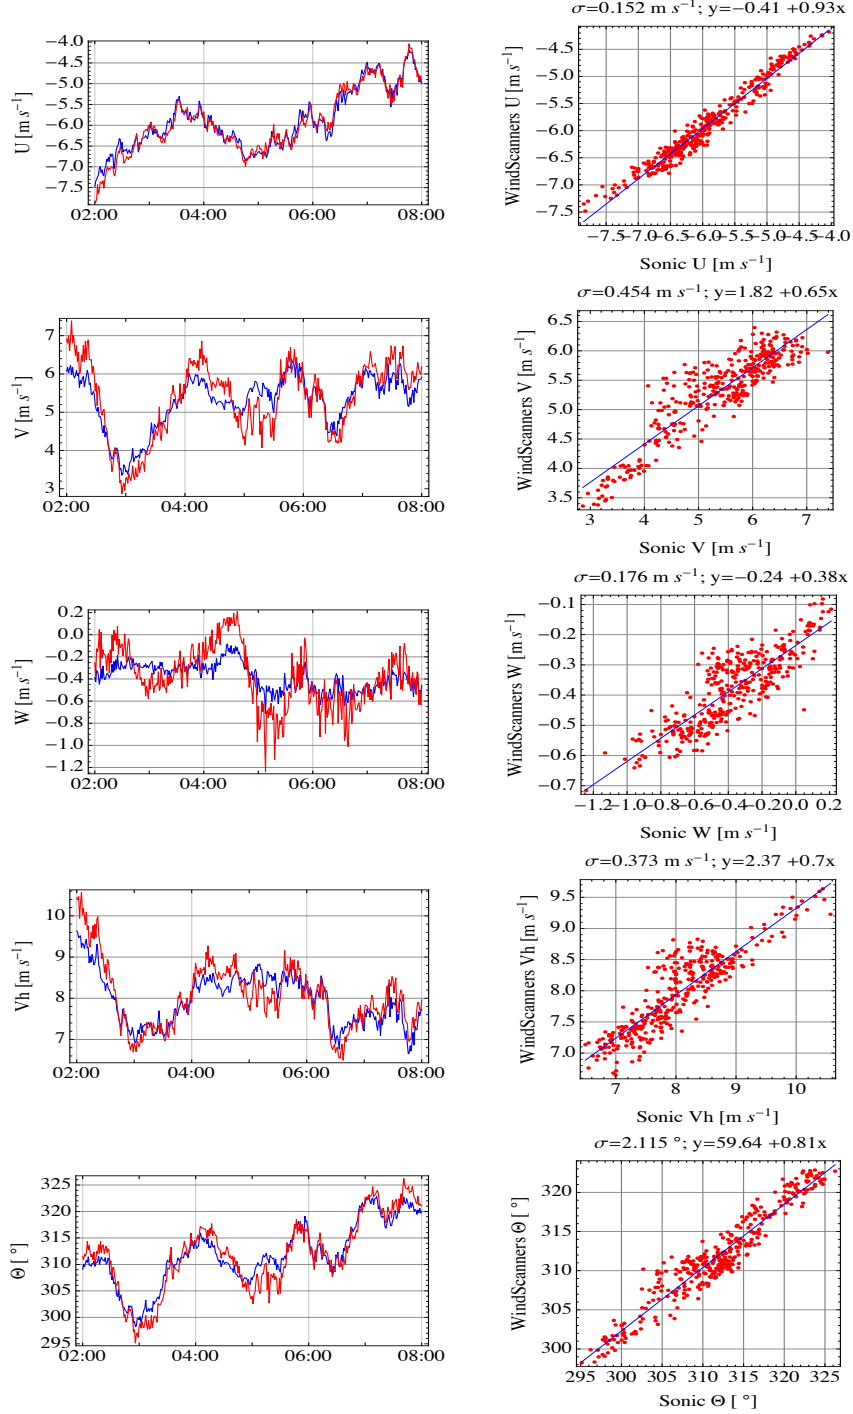 σ=0.152 m s⁻¹; y=−0.41 +0.93x
U [m s⁻¹]
−4.0
−4.5
−5.0
−5.5
−6.0
−6.5
−7.0
−7.5
02:00 04:00 06:00 08:00
WindScanners U [m s⁻¹]
−4.5
−5.0
−5.5
−6.0
−6.5
−7.0
−7.5
−7.5 −7.0 −6.5 −6.0 −5.5 −5.0 −4.5 −4.0
Sonic U [m s⁻¹]
σ=0.454 m s⁻¹; y=1.82 +0.65x
V [m s⁻¹]
7
6
5
4
3
02:00 04:00 06:00 08:00
WindScanners V [m s⁻¹]
6.5
6.0
5.5
5.0
4.5
4.0
3.5
3 4 5 6 7
Sonic V [m s⁻¹]
σ=0.176 m s⁻¹; y=−0.24 +0.38x
W [m s⁻¹]
0.2
0.0
−0.2
−0.4
−0.6
−0.8
−1.0
−1.2
02:00 04:00 06:00 08:00
WindScanners W [m s⁻¹]
−0.1
−0.2
−0.3
−0.4
−0.5
−0.6
−0.7
−1.2 −1.0 −0.8 −0.6 −0.4 −0.2 0.0 0.2
Sonic W [m s⁻¹]
σ=0.373 m s⁻¹; y=2.37 +0.7x
Vh [m s⁻¹]
10
9
8
7
02:00 04:00 06:00 08:00
WindScanners Vh [m s⁻¹]
9.5
9.0
8.5
8.0
7.5
7.0
7 8 9 10
Sonic Vh [m s⁻¹]
σ=2.115 °; y=59.64 +0.81x
Θ [ °]
325
320
315
310
305
300
295
02:00 04:00 06:00 08:00
WindScanners Θ [ °]
320
315
310
305
300
295 300 305 310 315 320 325
Sonic Θ [ °]